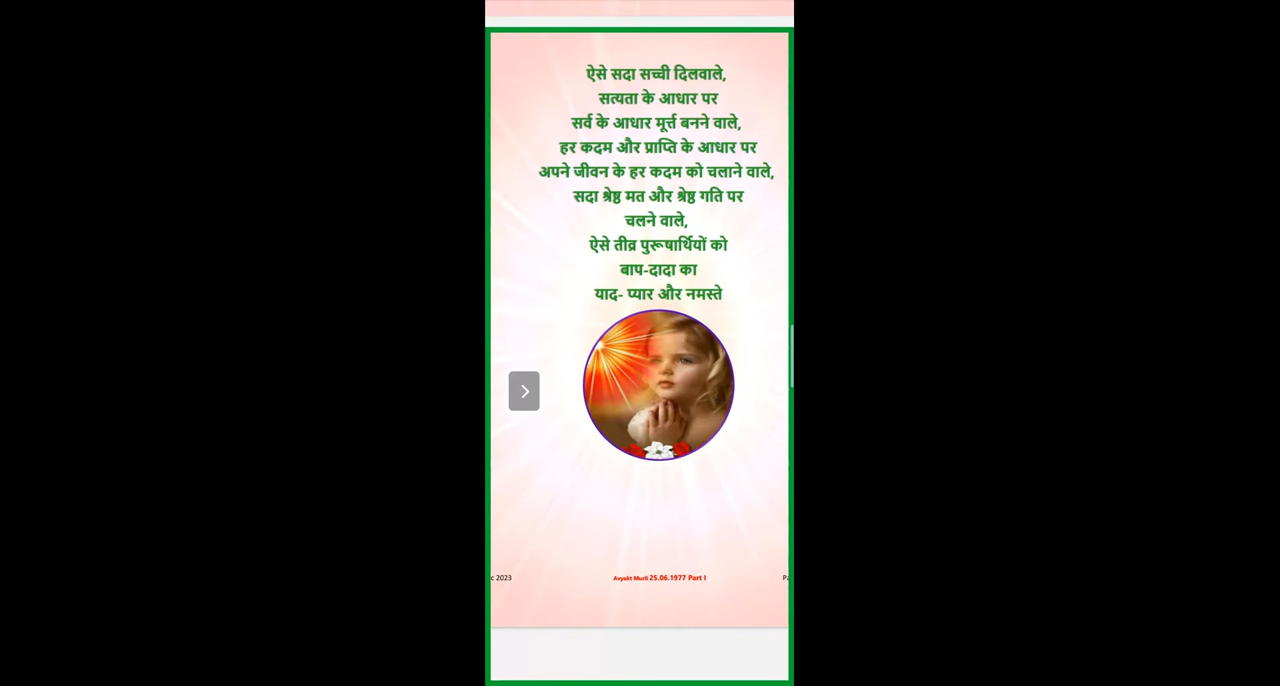 ऐसे सदा सच्ची दिलवाले,
सत्यता के आधार पर
सर्व के आधार मूर्त्त बनने वाले,
हर कदम और प्राप्ति के आधार पर
अपने जीवन के हर कदम को चलाने वाले,
सदा श्रेष्ठ मत और श्रेष्ठ गति पर
चलने वाले,
ऐसे तीव्र पुरूषार्थियों को
बाप-दादा का
याद- प्यार और नमस्ते
c 2023
Avyakt Murli 25.06.1977 Part I